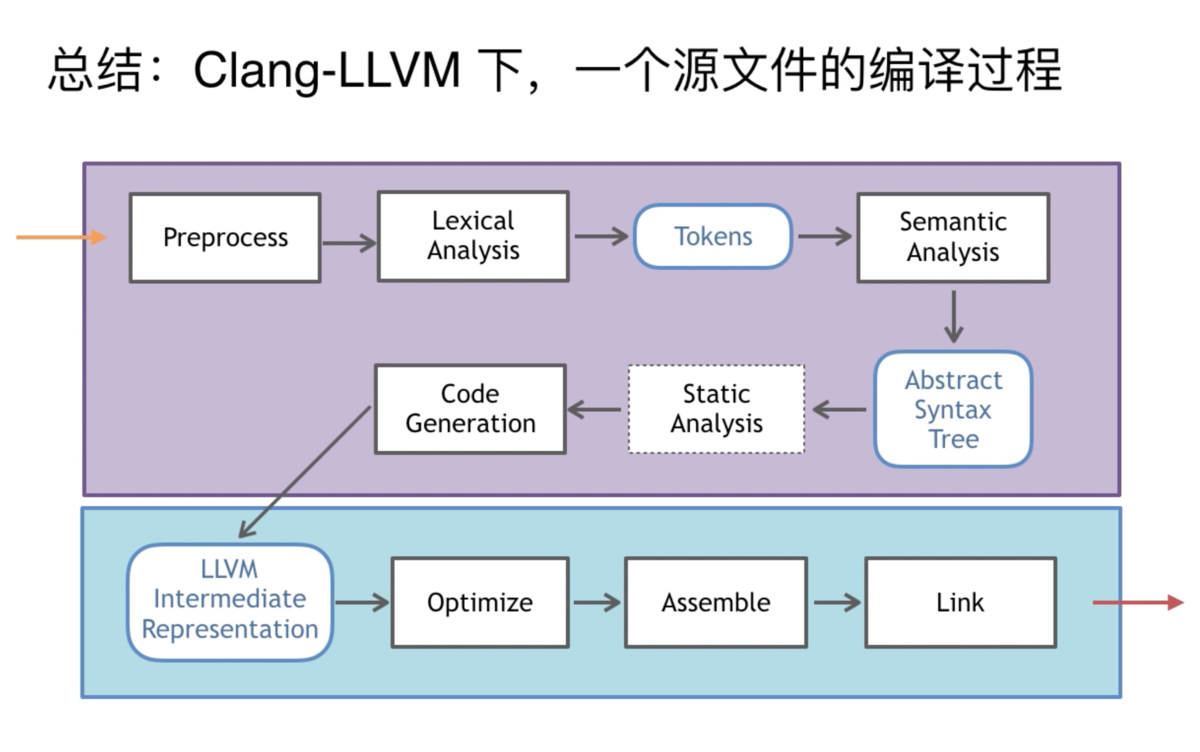 总结：Clang-LLVM 下，一个源文件的编译过程
Preprocess
Lexical
Analysis
Tokens
Semantic
Analysis
Abstract
Syntax
Tree
Static
Analysis
Code
Generation
LLVM
Intermediate
Representation
Optimize
Assemble
Link